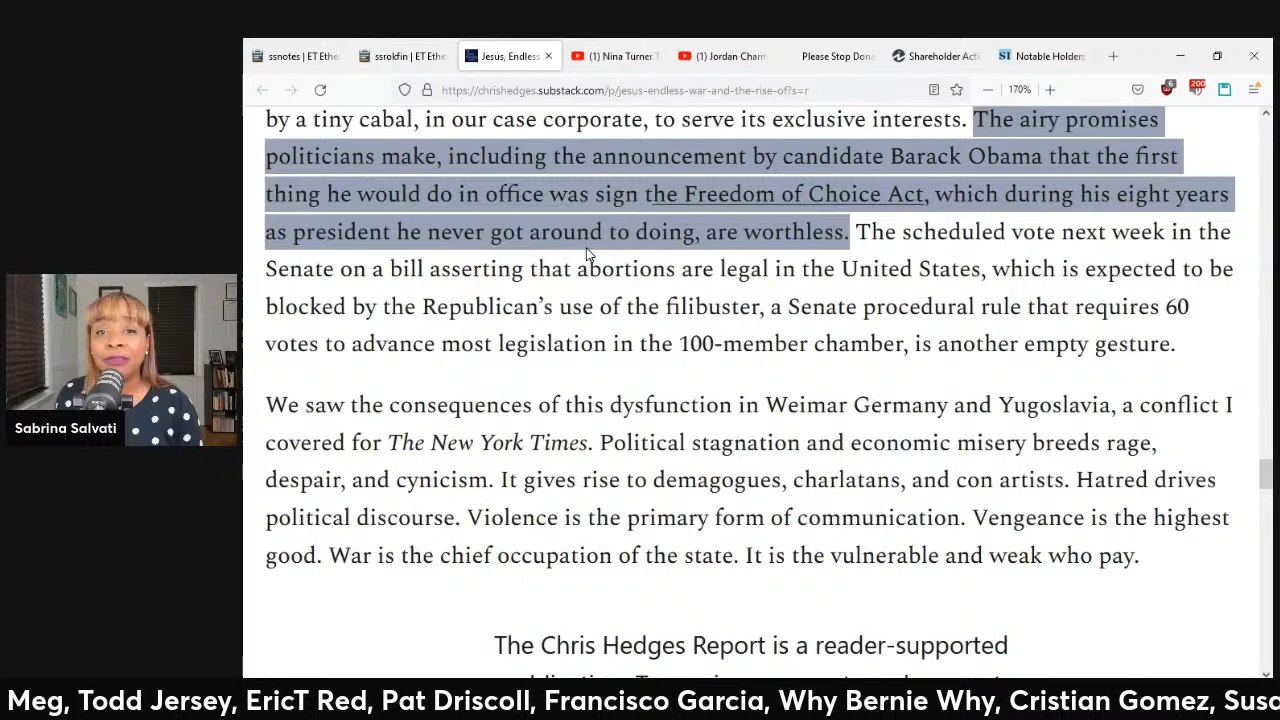 ssnotes | ET Ethe
ssrokfin | ET Ethe
Jesus, Endless
(1) Nina Turner T
(1) Jordan Charit
Please Stop Dona
Shareholder Acti
Notable Holders
https://chrishedges.substack.com/p/jesus-endless-war-and-the-rise-of?s=r
170%
6
200
by a tiny cabal, in our case corporate, to serve its exclusive interests. The airy promises
politicians make, including the announcement by candidate Barack Obama that the first
thing he would do in office was sign the Freedom of Choice Act, which during his eight years
as president he never got around to doing, are worthless. The scheduled vote next week in the
Senate on a bill asserting that abortions are legal in the United States, which is expected to be
blocked by the Republican’s use of the filibuster, a Senate procedural rule that requires 60
votes to advance most legislation in the 100-member chamber, is another empty gesture.
We saw the consequences of this dysfunction in Weimar Germany and Yugoslavia, a conflict I
covered for The New York Times. Political stagnation and economic misery breeds rage,
despair, and cynicism. It gives rise to demagogues, charlatans, and con artists. Hatred drives
political discourse. Violence is the primary form of communication. Vengeance is the highest
good. War is the chief occupation of the state. It is the vulnerable and weak who pay.
The Chris Hedges Report is a reader-supported
Sabrina Salvati
Meg, Todd Jersey, EricT Red, Pat Driscoll, Francisco Garcia, Why Bernie Why, Cristian Gomez, Susa